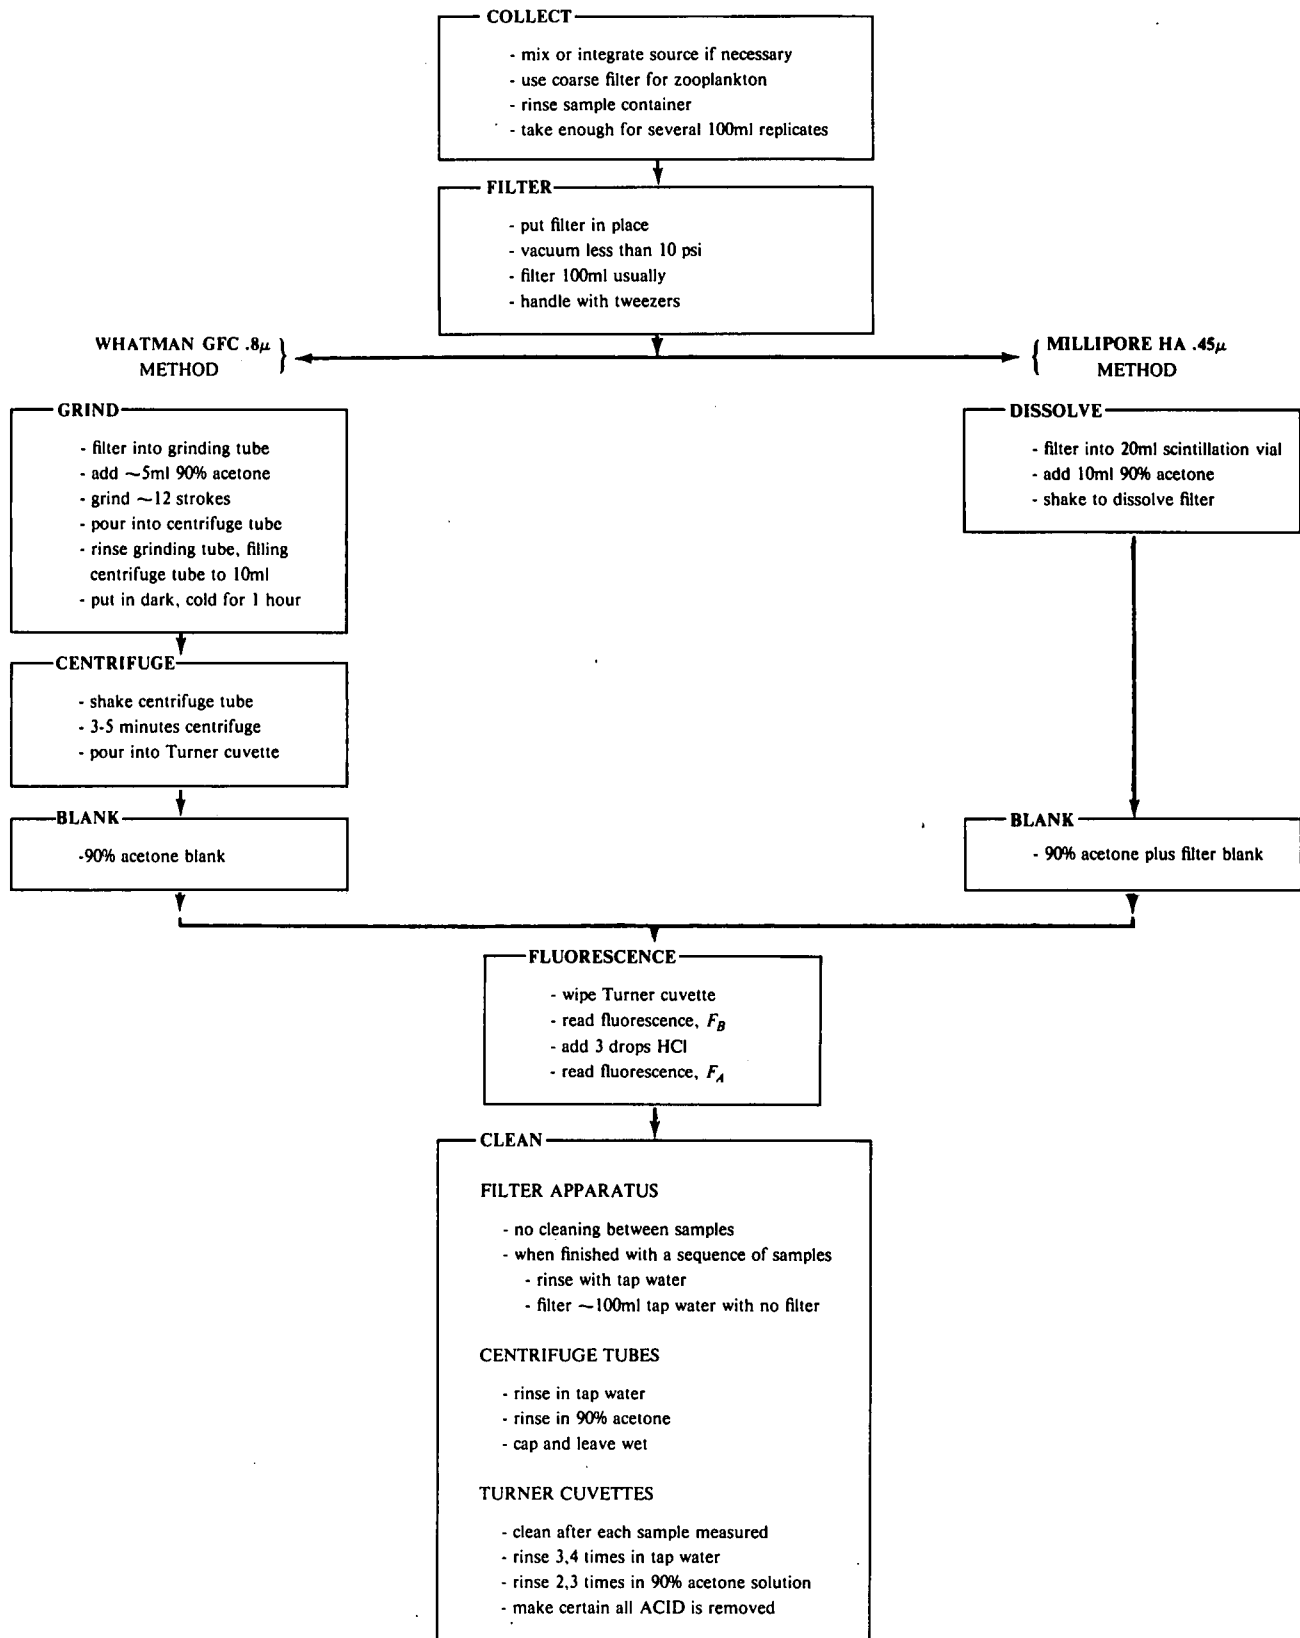 COLLECT
- mix or integrate source if necessary
- use coarse filter for zooplankton
- rinse sample container
- take enough for several 100ml replicates
FILTER
- put filter in place
- vacuum less than 10 psi
- filter 100ml usually
- handle with tweezers
WHATMAN GFC .8μ
METHOD
MILLIPORE HA .45μ
METHOD
GRIND
- filter into grinding tube
- add ~5ml 90% acetone
- grind ~12 strokes
- pour into centrifuge tube
- rinse grinding tube, filling
centrifuge tube to 10ml
- put in dark, cold for 1 hour
DISSOLVE
- filter into 20ml scintillation vial
- add 10ml 90% acetone
- shake to dissolve filter
CENTRIFUGE
- shake centrifuge tube
- 3-5 minutes centrifuge
- pour into Turner cuvette
BLANK
-90% acetone blank
BLANK
- 90% acetone plus filter blank
FLUORESCENCE
- wipe Turner cuvette
- read fluorescence, F_B
- add 3 drops HCl
- read fluorescence, F_A
CLEAN
FILTER APPARATUS
- no cleaning between samples
- when finished with a sequence of samples
- rinse with tap water
- filter ~100ml tap water with no filter
CENTRIFUGE TUBES
- rinse in tap water
- rinse in 90% acetone
- cap and leave wet
TURNER CUVETTES
- clean after each sample measured
- rinse 3,4 times in tap water
- rinse 2,3 times in 90% acetone solution
- make certain all ACID is removed